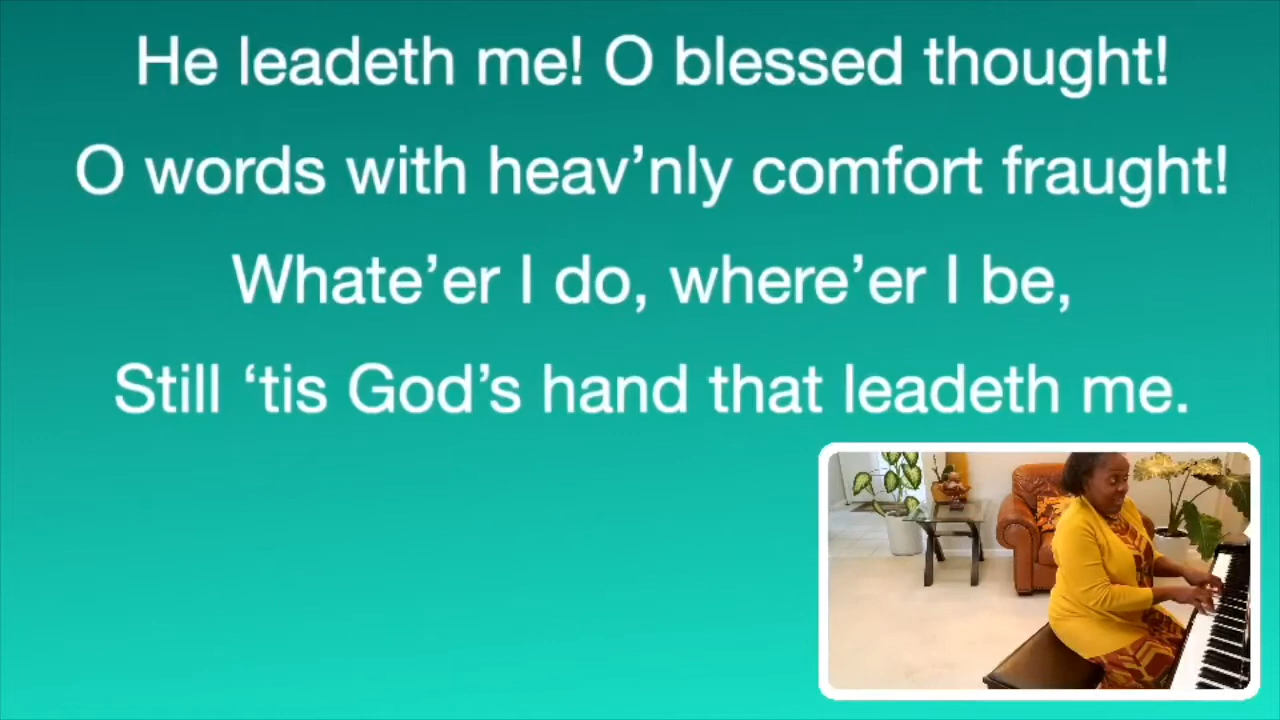 He leadeth me! O blessed thought!
O words with heav’nly comfort fraught!
Whate’er I do, where’er I be,
Still ‘tis God’s hand that leadeth me.